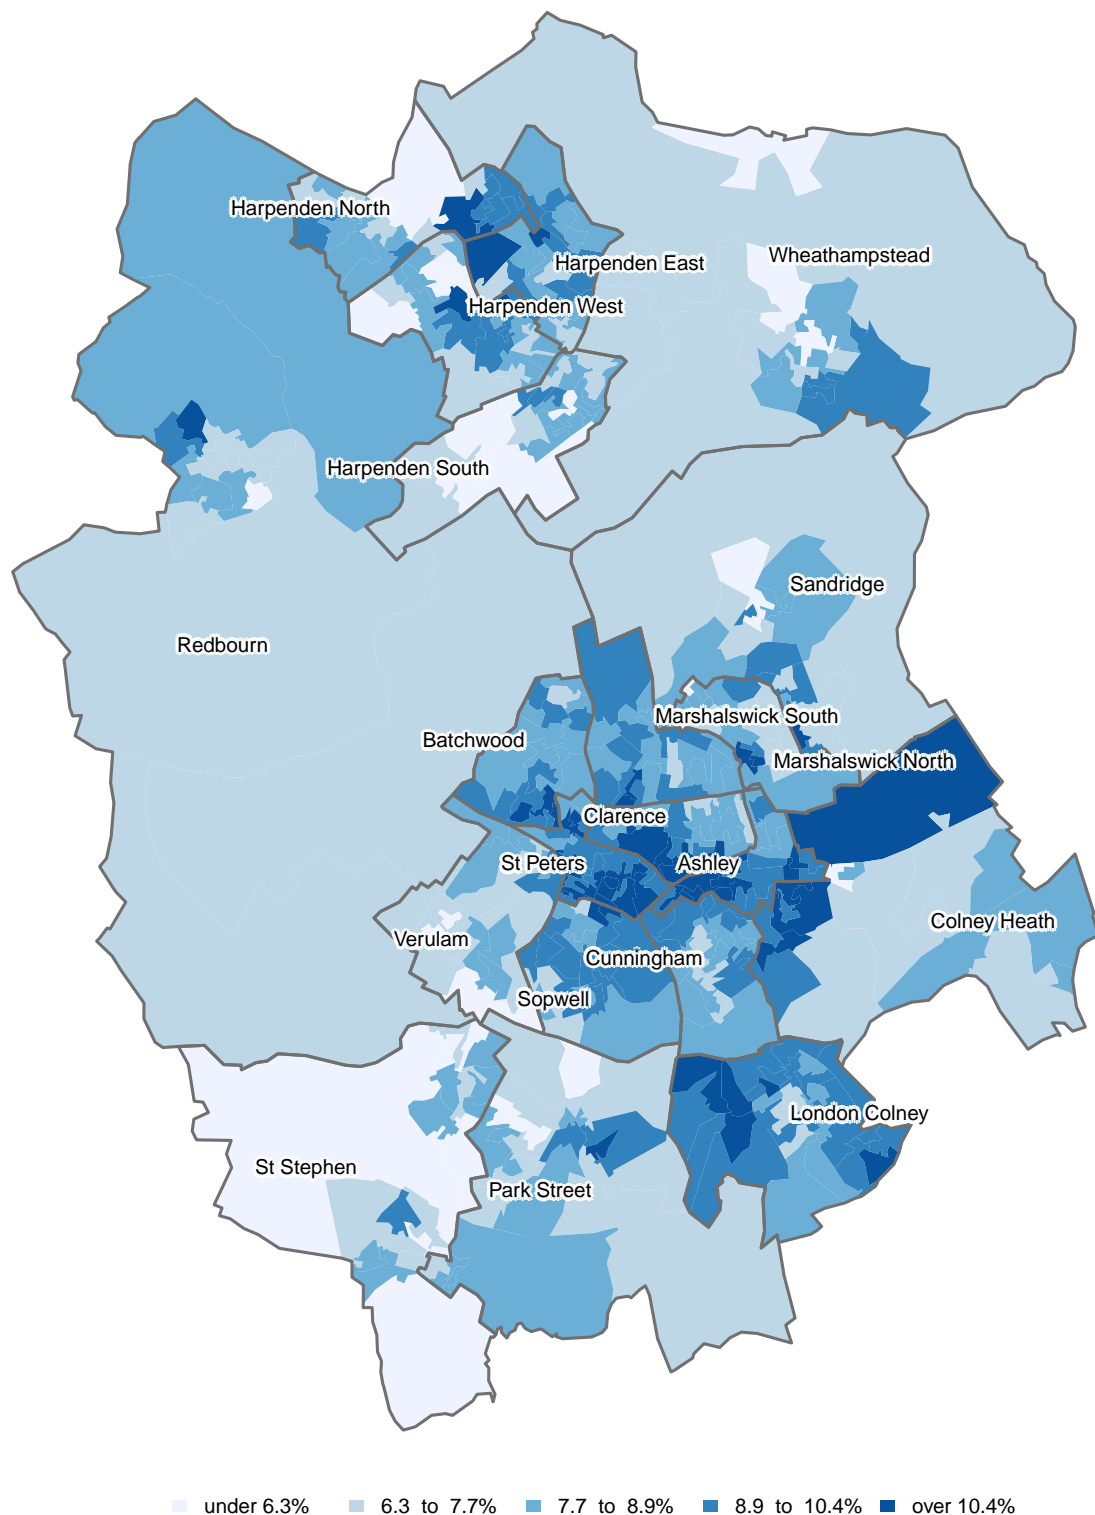 Harpenden North
Wheathampstead
Harpenden East
Harpenden West
Harpenden South
Sandridge
Redbourn
Marshalswick South
Batchwood
Marshalswick North
Clarence
St Peters
Ashley
Colney Heath
Verulam
Cunningham
Sopwell
London Colney
St Stephen
Park Street
under 6.3% 6.3 to 7.7% 7.7 to 8.9% 8.9 to 10.4% over 10.4%